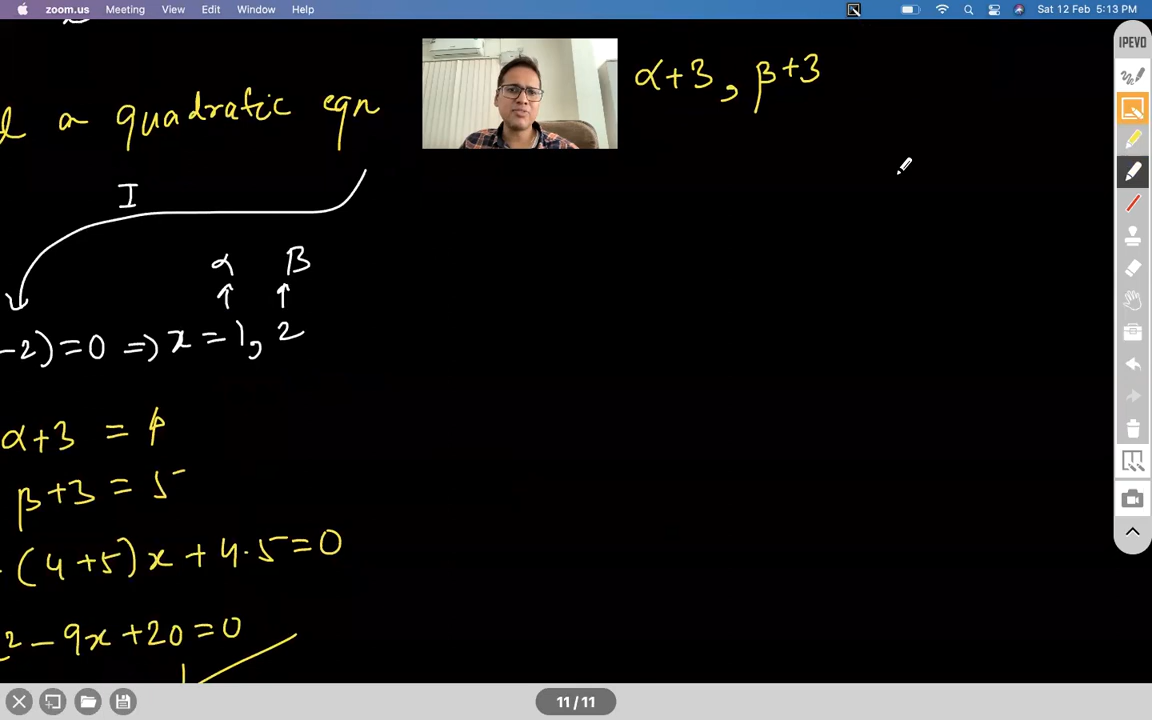 zoom.us Meeting View Edit Window Help Sat 12 Feb 5:13 PM
IPEVO
α+3, β+3
a quadratic eqn
I
α β
-2)=0 => x=1, 2
α+3 =
β+3 = 5
(4+5)x + 4.5=0
2 - 9x +20=0
11/11